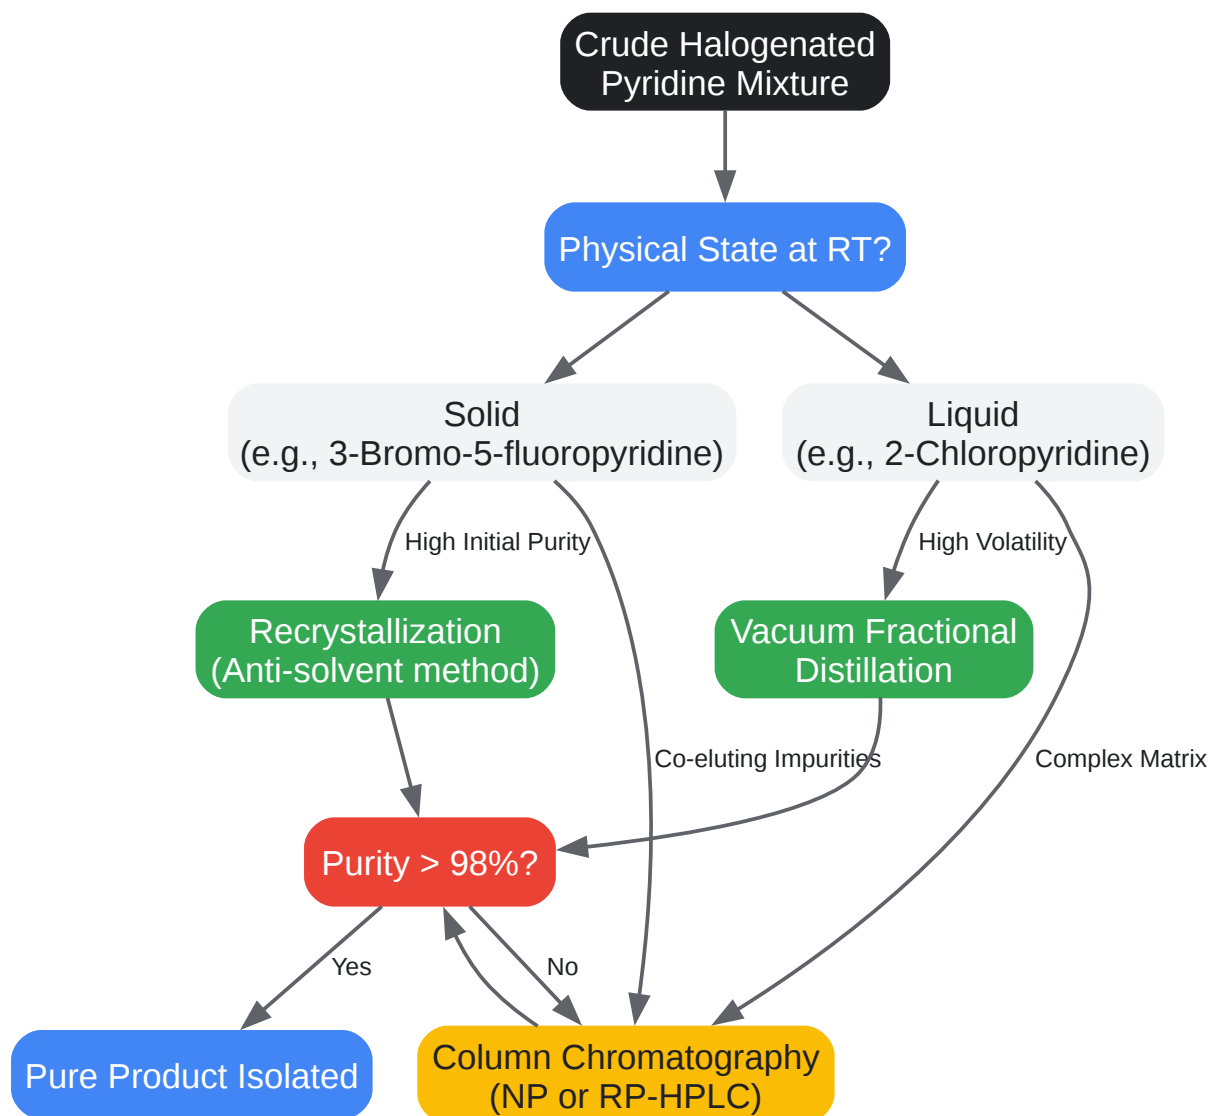 Crude Halogenated
Pyridine Mixture
Physical State at RT?
Solid
(e.g., 3-Bromo-5-fluoropyridine)
Liquid
(e.g., 2-Chloropyridine)
High Initial Purity
High Volatility
Recrystallization
(Anti-solvent method)
Vacuum Fractional
Distillation
Co-eluting Impurities
Complex Matrix
Purity > 98%?
Yes
No
Pure Product Isolated
Column Chromatography
(NP or RP-HPLC)